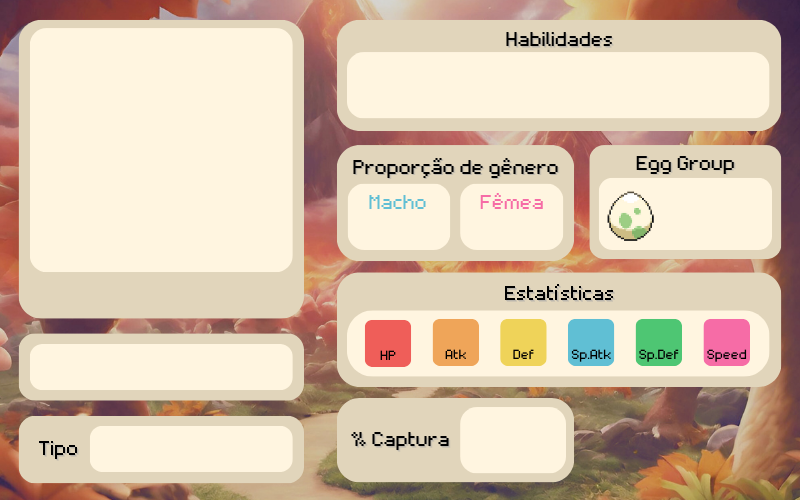 Habilidades
Proporção de gênero
Macho
Fêmea
Egg Group
Estatísticas
HP
Atk
Def
Sp.Atk
Sp.Def
Speed
Tipo
% Captura